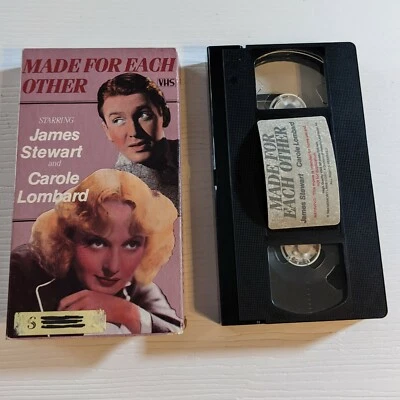 MADE FOR EACH
OTHER
VHS
STARRING
James
Stewart
and
Carole
Lombard
MADE FOR
EACH OTHER
James Stewart Carole Lombard